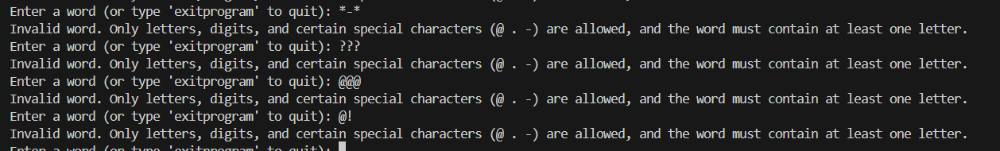 Enter a word (or type 'exitprogram' to quit): *-*
Invalid word. Only letters, digits, and certain special characters (@ . -) are allowed, and the word must contain at least one letter.
Enter a word (or type 'exitprogram' to quit): ???
Invalid word. Only letters, digits, and certain special characters (@ . -) are allowed, and the word must contain at least one letter.
Enter a word (or type 'exitprogram' to quit): @@@
Invalid word. Only letters, digits, and certain special characters (@ . -) are allowed, and the word must contain at least one letter.
Enter a word (or type 'exitprogram' to quit): @!
Invalid word. Only letters, digits, and certain special characters (@ . -) are allowed, and the word must contain at least one letter.
Enter a word (or type 'exitprogram' to quit):